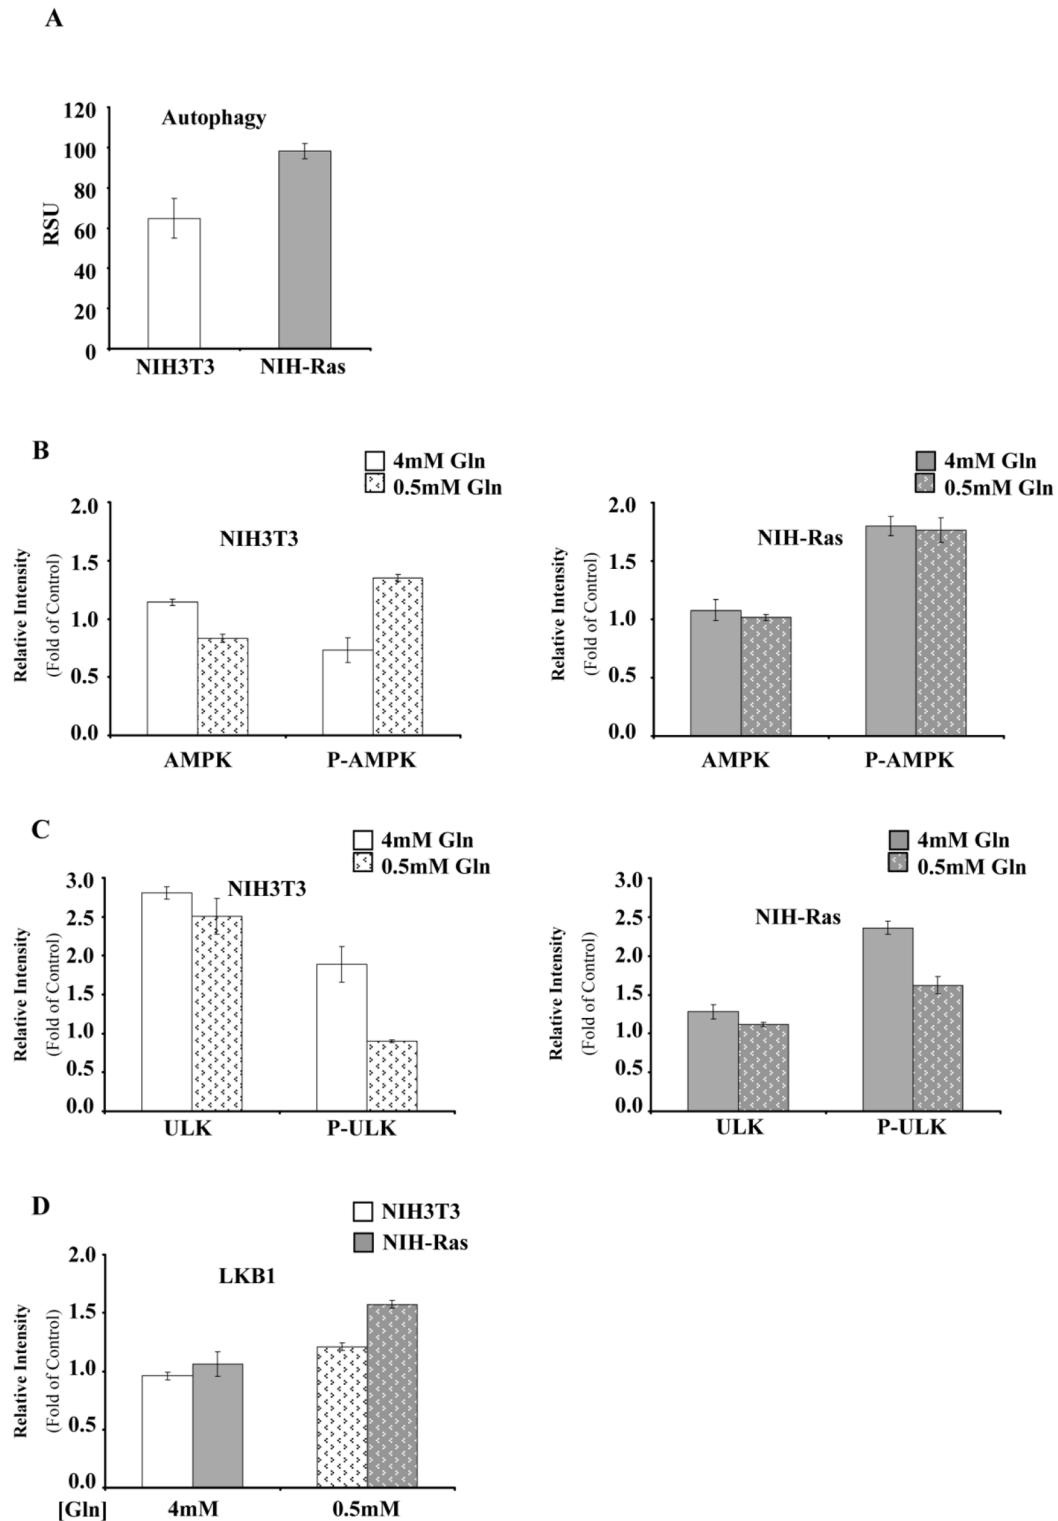 A
Autophagy
RSU
120
100
80
60
40
20
0
NIH3T3 NIH-Ras
B
4mM Gln
0.5mM Gln
NIH3T3
Relative Intensity
(Fold of Control)
2.0
1.5
1.0
0.5
0.0
AMPK P-AMPK
4mM Gln
0.5mM Gln
NIH-Ras
Relative Intensity
(Fold of Control)
2.0
1.5
1.0
0.5
0.0
AMPK P-AMPK
C
4mM Gln
0.5mM Gln
NIH3T3
Relative Intensity
(Fold of Control)
3.0
2.5
2.0
1.5
1.0
0.5
0.0
ULK P-ULK
4mM Gln
0.5mM Gln
NIH-Ras
Relative Intensity
(Fold of Control)
3.0
2.5
2.0
1.5
1.0
0.5
0.0
ULK P-ULK
D
NIH3T3
NIH-Ras
LKB1
Relative Intensity
(Fold of Control)
2.0
1.5
1.0
0.5
0.0
[Gln] 4mM 0.5mM